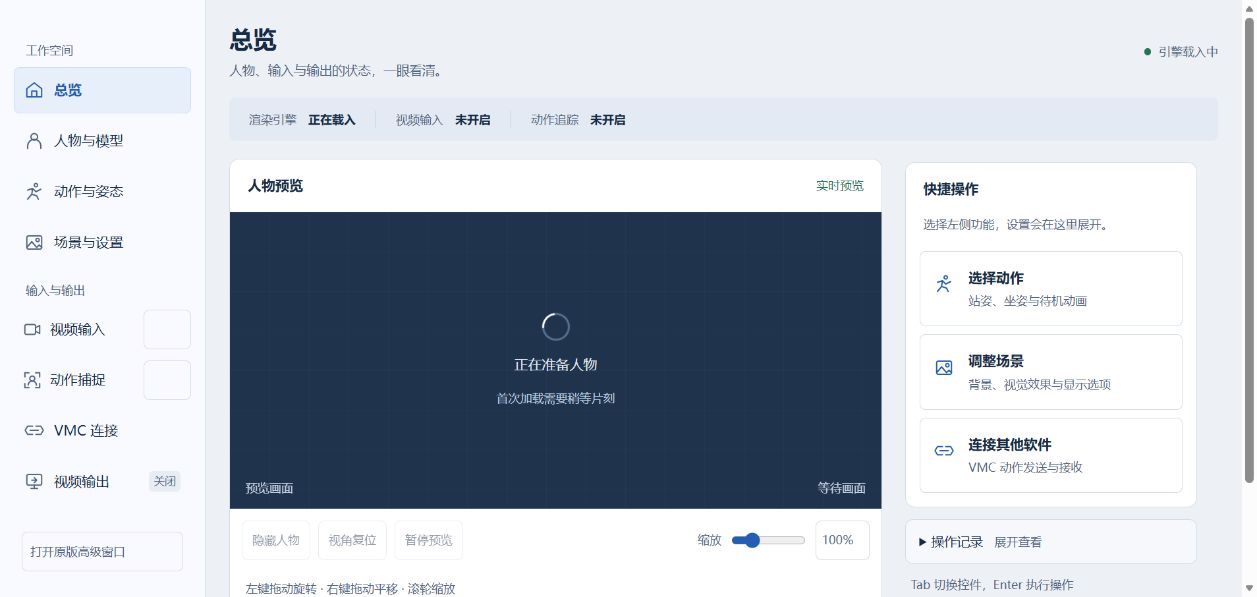 工作空间
总览
人物与模型
动作与姿态
场景与设置
输入与输出
视频输入
动作捕捉
VMC 连接
视频输出 关闭
打开原版高级窗口
总览
人物、输入与输出的状态，一眼看清。
引擎载入中
渲染引擎 正在载入 视频输入 未开启 动作追踪 未开启
人物预览 实时预览
正在准备人物
首次加载需要稍等片刻
预览画面 等待画面
隐藏人物 视角复位 暂停预览 缩放 100%
左键拖动旋转 · 右键拖动平移 · 滚轮缩放
快捷操作
选择左侧功能，设置会在这里展开。
选择动作
站姿、坐姿与待机动画
调整场景
背景、视觉效果与显示选项
连接其他软件
VMC 动作发送与接收
操作记录 展开查看
Tab 切换控件，Enter 执行操作